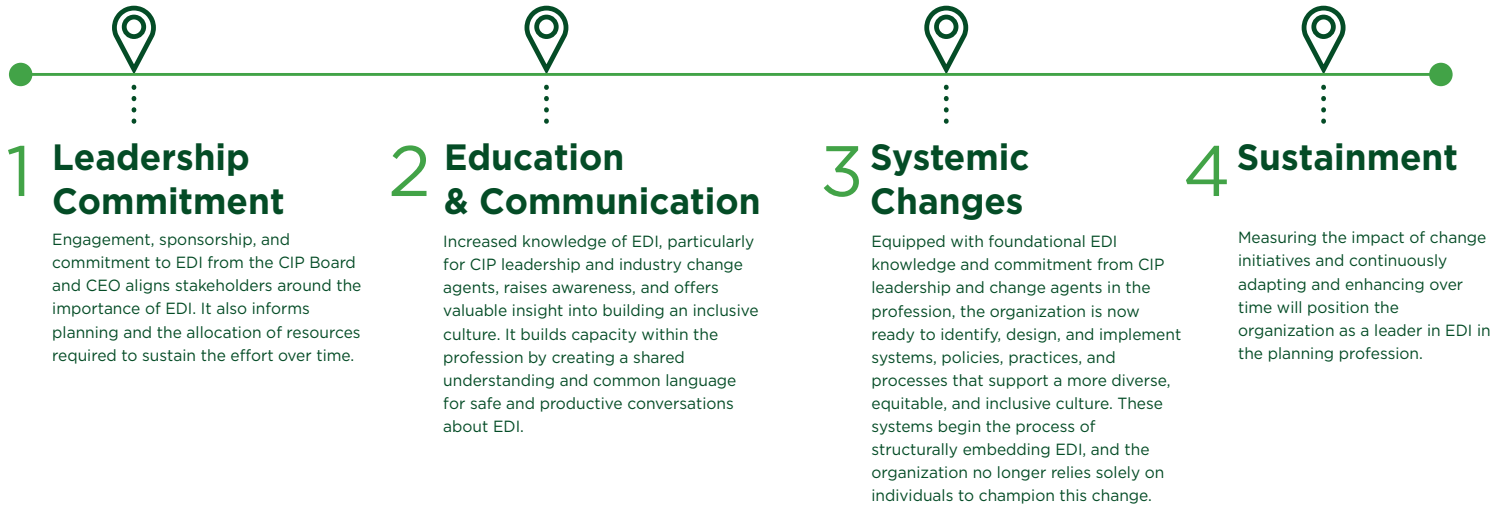 1 Leadership
Commitment
Engagement, sponsorship, and
commitment to EDI from the CIP Board
and CEO aligns stakeholders around the
importance of EDI. It also informs
planning and the allocation of resources
required to sustain the effort over time.
2 Education
& Communication
Increased knowledge of EDI, particularly
for CIP leadership and industry change
agents, raises awareness, and offers
valuable insight into building an inclusive
culture. It builds capacity within the
profession by creating a shared
understanding and common language
for safe and productive conversations
about EDI.
3 Systemic
Changes
Equipped with foundational EDI
knowledge and commitment from CIP
leadership and change agents in the
profession, the organization is now
ready to identify, design, and implement
systems, policies, practices, and
processes that support a more diverse,
equitable, and inclusive culture. These
systems begin the process of
structurally embedding EDI, and the
organization no longer relies solely on
individuals to champion this change.
4 Sustainment
Measuring the impact of change
initiatives and continuously
adapting and enhancing over
time will position the
organization as a leader in EDI in
the planning profession.